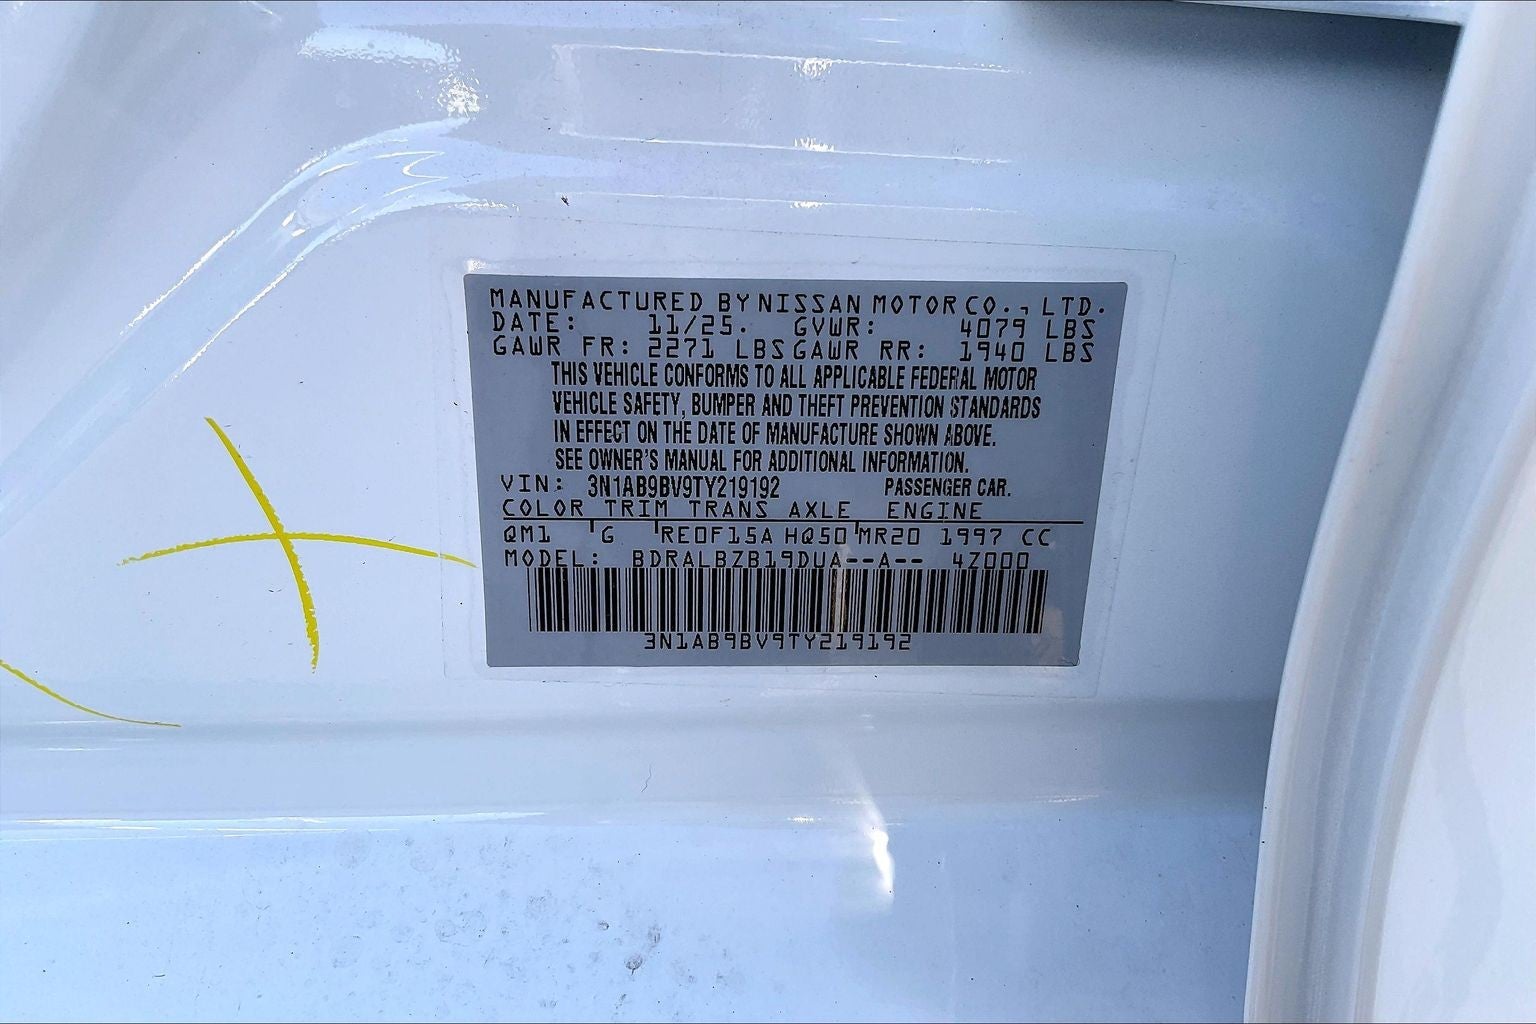 MANUFACTURED BY NISSAN MOTOR CO., LTD.
DATE: 11/25. GVWR: 4079 LBS
GAWR FR: 2271 LBS GAWR RR: 1940 LBS
THIS VEHICLE CONFORMS TO ALL APPLICABLE FEDERAL MOTOR
VEHICLE SAFETY, BUMPER AND THEFT PREVENTION STANDARDS
IN EFFECT ON THE DATE OF MANUFACTURE SHOWN ABOVE.
SEE OWNER'S MANUAL FOR ADDITIONAL INFORMATION.
VIN: 3N1AB9BV9TY219192 PASSENGER CAR.
COLOR TRIM TRANS AXLE ENGINE
QM1 G RE0F15A HQ50 MR20 1997 CC
MODEL: BDRALBZB19DUA--A-- 4Z000
3N1AB9BV9TY219192